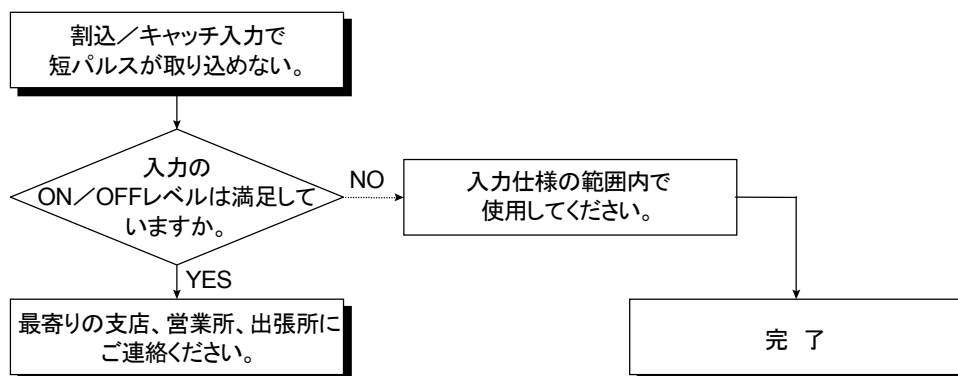 割込／キャッチ入力で
短パルスが取り込めない。
入力の
ON／OFFレベルは満足して
いますか。
NO
入力仕様の範囲内で
使用してください。
YES
最寄りの支店、営業所、出張所に
ご連絡ください。
完 了